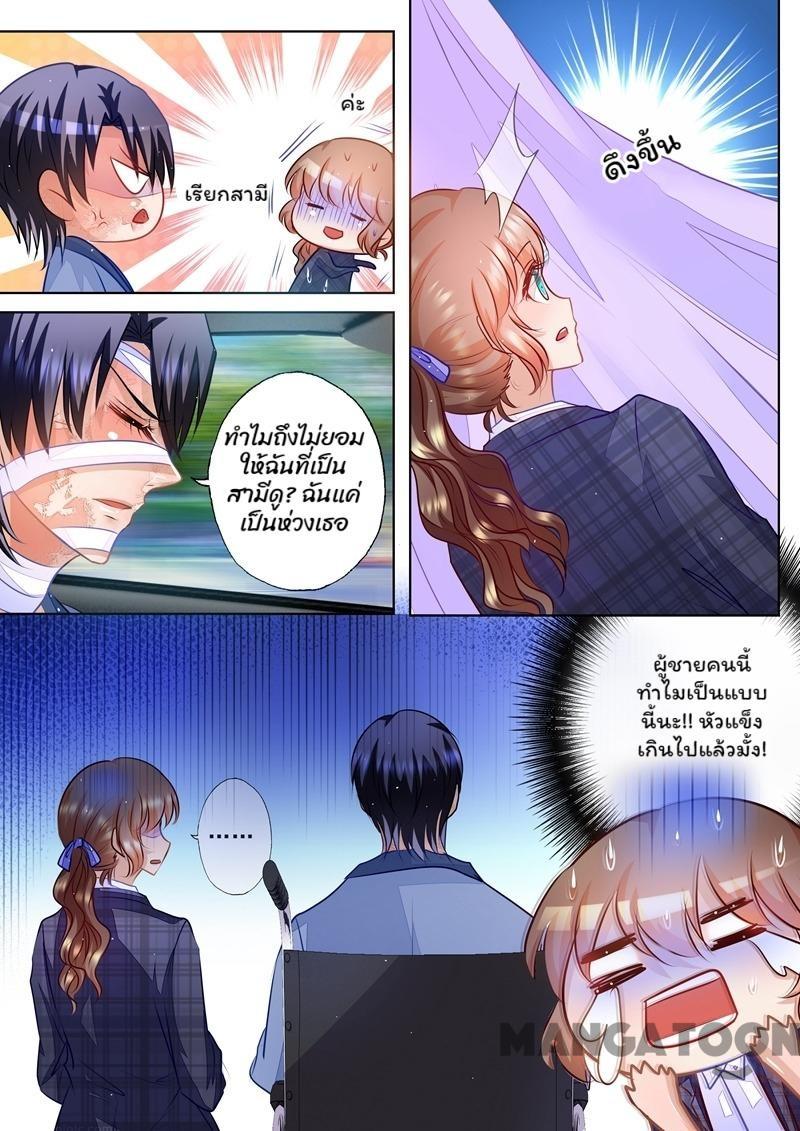 ค่ะ
เรียกสามี
ดึงขึ้น
ทำไมถึงไม่ยอม
ให้ฉันที่เป็น
สามีดู? ฉันแค่
เป็นห่วงเธอ
ผู้ชายคนนี้
ทำไมเป็นแบบ
นี้นะ!! หัวแข็ง
เกินไปแล้วมั้ง!
......
MANGATOON